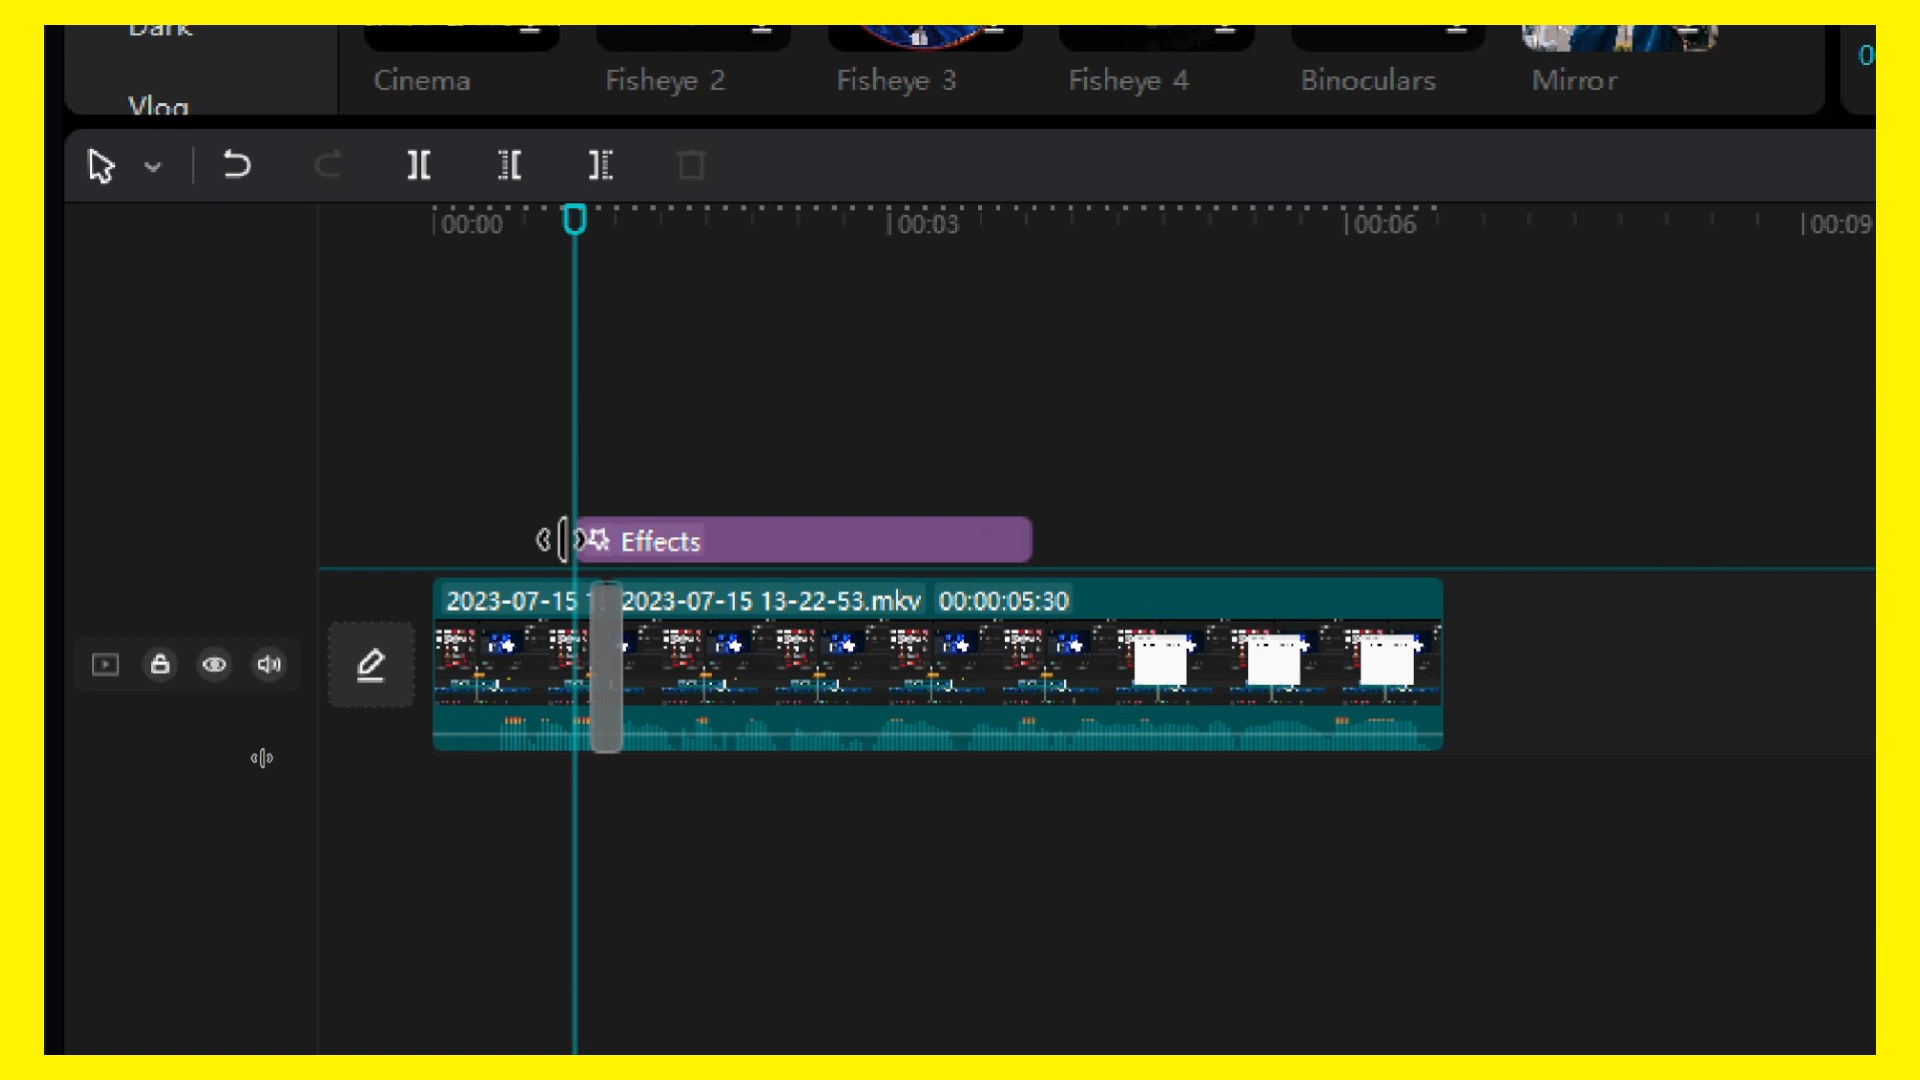 Dark
Cinema Fisheye 2 Fisheye 3 Fisheye 4 Binoculars Mirror
Vlog
00:00 00:03 00:06 00:09
Effects
2023-07-15 2023-07-15 13-22-53.mkv 00:00:05:30